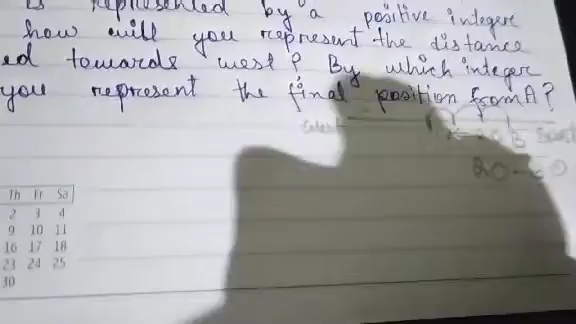 is represented by a positive integer
how will you represent the distance
ed towards west? By which integer
you represent the final position from A?
B East
20
Th Fr Sa
2 3 4
9 10 11
16 17 18
23 24 25
30